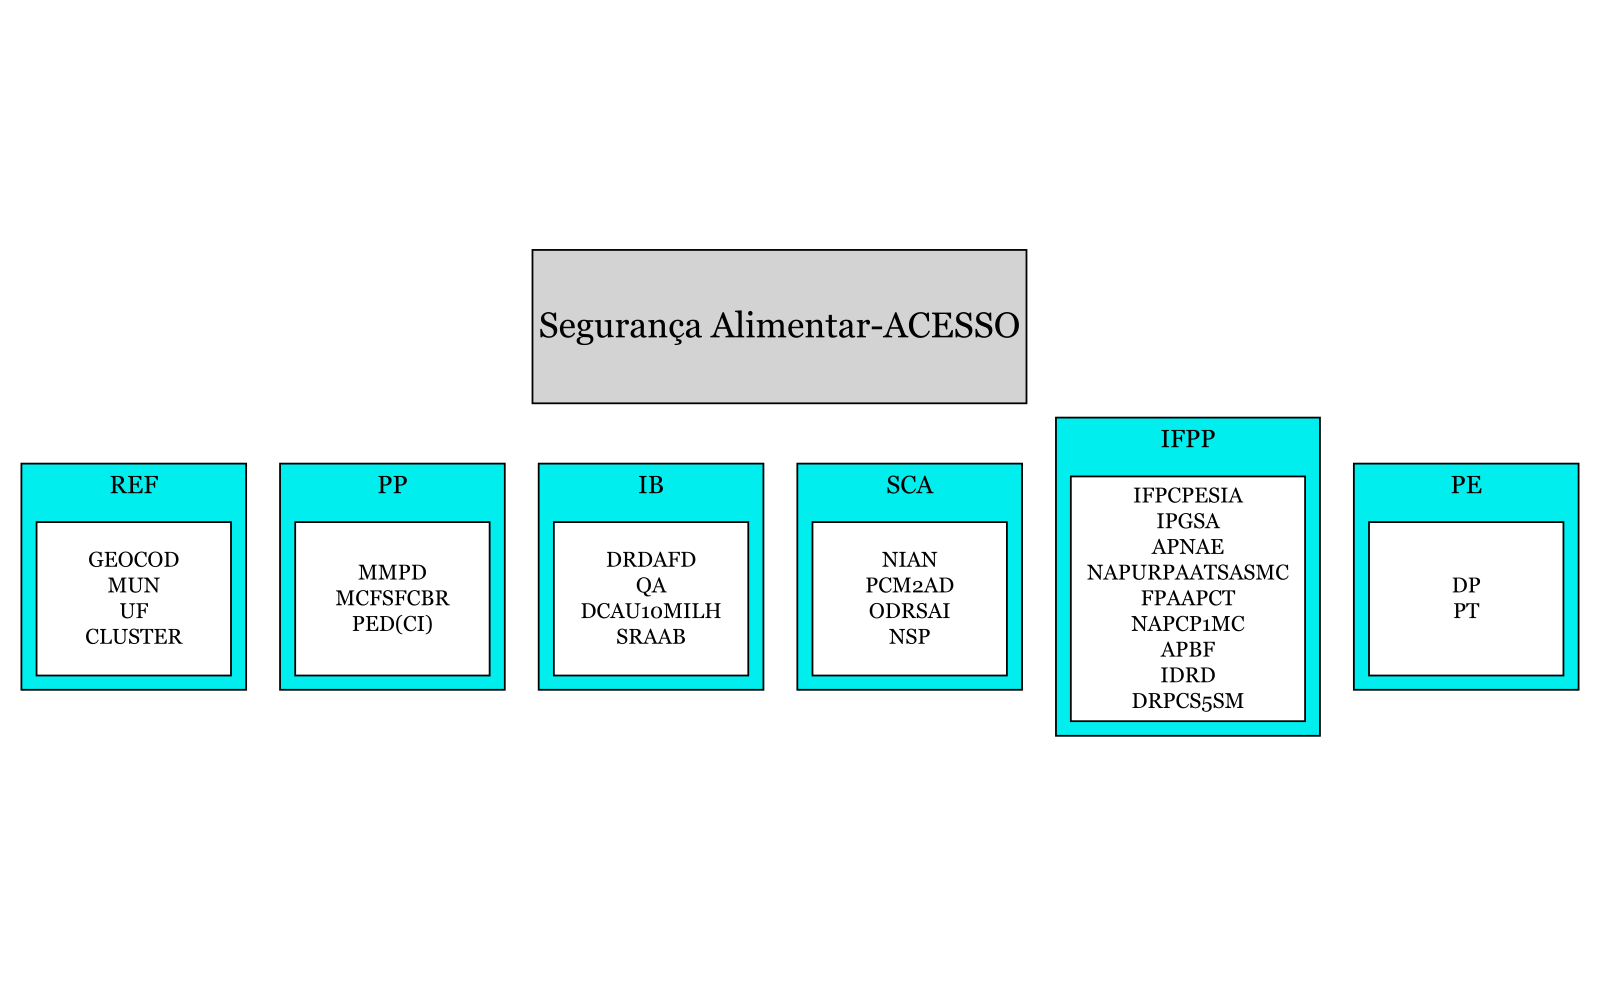 Segurança Alimentar-ACESSO
REF
GEOCOD
MUN
UF
CLUSTER
PP
MMPD
MCFSFCBR
PED(CI)
IB
DRDAFD
QA
DCAU10MILH
SRAAB
SCA
NIAN
PCM2AD
ODRSAI
NSP
IFPP
IFPCPESIA
IPGSA
APNAE
NAPURPAATSASMC
FPAAPCT
NAPCP1MC
APBF
IDRD
DRPCS5SM
PE
DP
PT